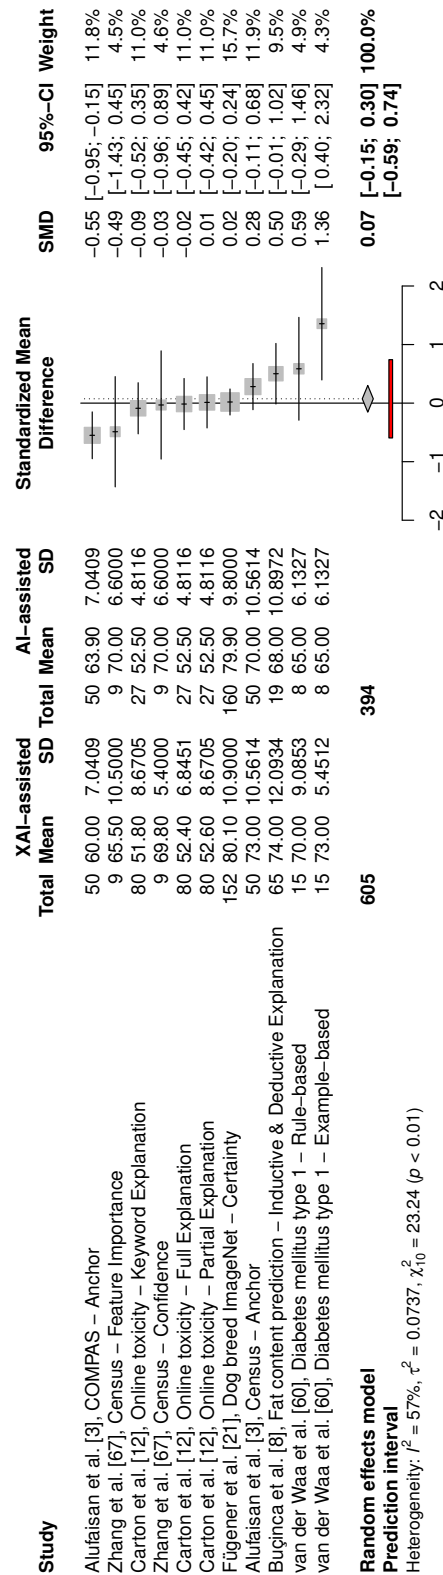 XAI−assisted AI−assisted Standardized Mean
Study Total Mean SD Total Mean SD Difference SMD 95%−CI Weight
Alufaisan et al. [3], COMPAS − Anchor 50 60.00 7.0409 50 63.90 7.0409 −0.55 [−0.95; −0.15] 11.8%
Zhang et al. [67], Census − Feature Importance 9 65.50 10.5000 9 70.00 6.6000 −0.49 [−1.43; 0.45] 4.5%
Carton et al. [12], Online toxicity − Keyword Explanation 80 51.80 8.6705 27 52.50 4.8116 −0.09 [−0.52; 0.35] 11.0%
Zhang et al. [67], Census − Confidence 9 69.80 5.4000 9 70.00 6.6000 −0.03 [−0.96; 0.89] 4.6%
Carton et al. [12], Online toxicity − Full Explanation 80 52.40 6.8451 27 52.50 4.8116 −0.02 [−0.45; 0.42] 11.0%
Carton et al. [12], Online toxicity − Partial Explanation 80 52.60 8.6705 27 52.50 4.8116 0.01 [−0.42; 0.45] 11.0%
Fügener et al. [21], Dog breed ImageNet − Certainty 152 80.10 10.9000 160 79.90 9.8000 0.02 [−0.20; 0.24] 15.7%
Alufaisan et al. [3], Census − Anchor 50 73.00 10.5614 50 70.00 10.5614 0.28 [−0.11; 0.68] 11.9%
Buçinca et al. [8], Fat content prediction − Inductive & Deductive Explanation 65 74.00 12.0934 19 68.00 10.8972 0.50 [−0.01; 1.02] 9.5%
van der Waa et al. [60], Diabetes mellitus type 1 − Rule−based 15 70.00 9.0853 8 65.00 6.1327 0.59 [−0.29; 1.46] 4.9%
van der Waa et al. [60], Diabetes mellitus type 1 − Example−based 15 73.00 5.4512 8 65.00 6.1327 1.36 [ 0.40; 2.32] 4.3%
Random effects model 605 394 0.07 [−0.15; 0.30] 100.0%
Prediction interval [−0.59; 0.74]
Heterogeneity: I² = 57%, τ² = 0.0737, χ²₁₀ = 23.24 (p < 0.01)
−2 −1 0 1 2